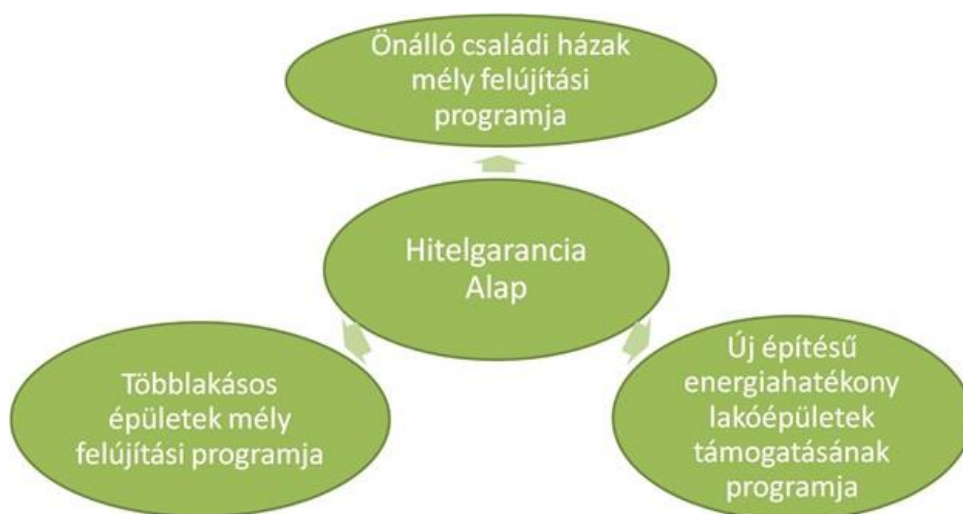 Önálló családi házak
mély felújítási
programja
Hitelgarancia
Alap
Többlakásos
épületek mély
felújítási programja
Új építésű
energiahatékony
lakóépületek
támogatásának
programja